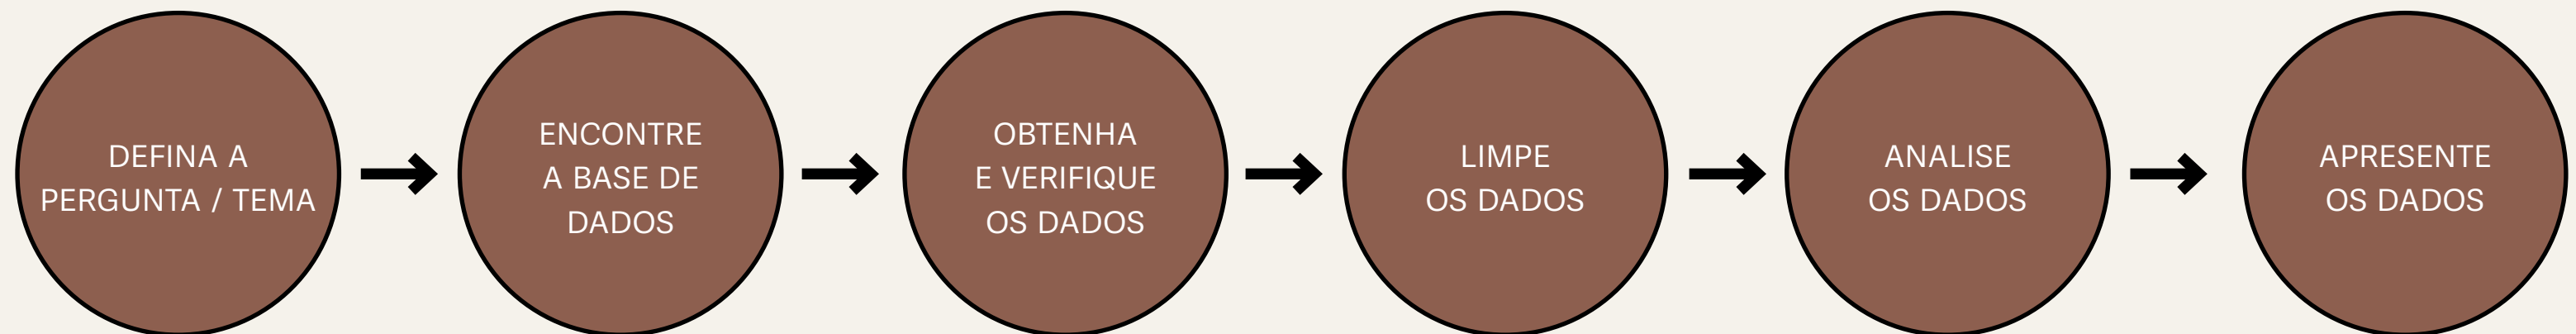 DEFINA A
PERGUNTA / TEMA
ENCONTRE
A BASE DE
DADOS
OBTENHA
E VERIFIQUE
OS DADOS
LIMPE
OS DADOS
ANALISE
OS DADOS
APRESENTE
OS DADOS